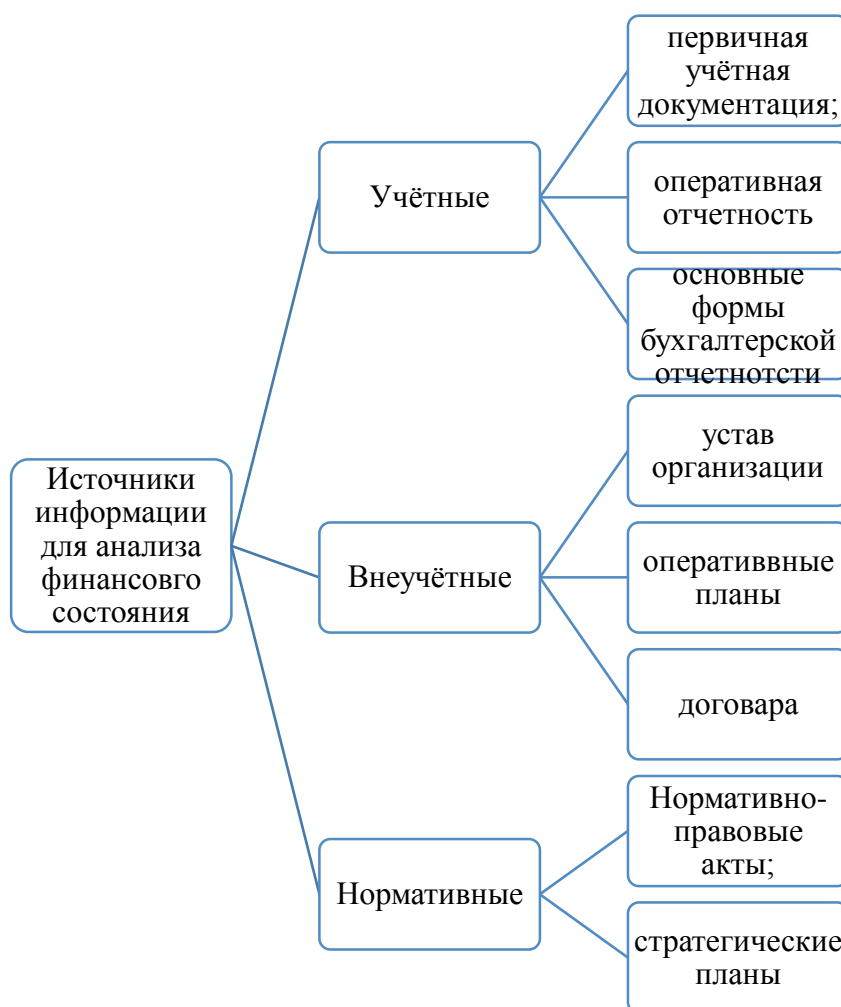 Источники
информации
для анализа
финансовго
состояния
Учётные
первичная
учётная
документация;
оперативная
отчетность
основные
формы
бухгалтерской
отчетнотсти
Внеучётные
устав
организации
оперативвные
планы
договара
Нормативные
Нормативно-
правовые
акты;
стратегические
планы